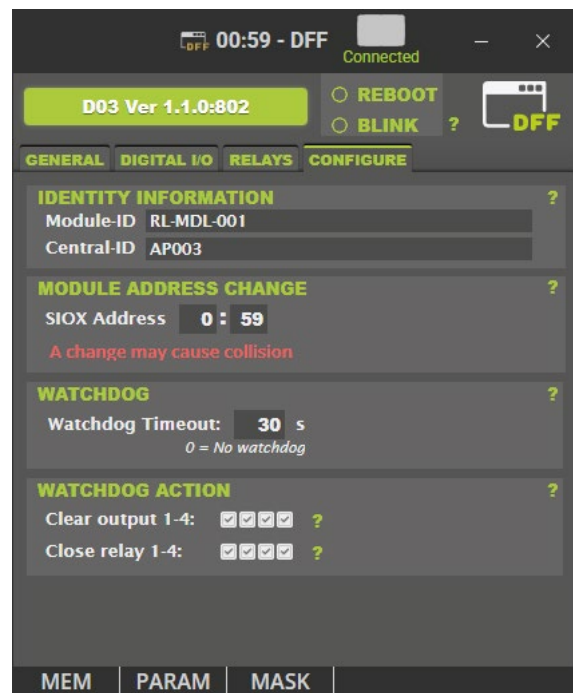 DFF 00:59 - DFF
Connected
D03 Ver 1.1.0:802
REBOOT
BLINK ?
DFF
GENERAL DIGITAL I/O RELAYS CONFIGURE
IDENTITY INFORMATION ?
Module-ID RL-MDL-001
Central-ID AP003
MODULE ADDRESS CHANGE ?
SIOX Address 0 : 59
A change may cause collision
WATCHDOG ?
Watchdog Timeout: 30 s
0 = No watchdog
WATCHDOG ACTION ?
Clear output 1-4: ?
Close relay 1-4: ?
MEM PARAM MASK